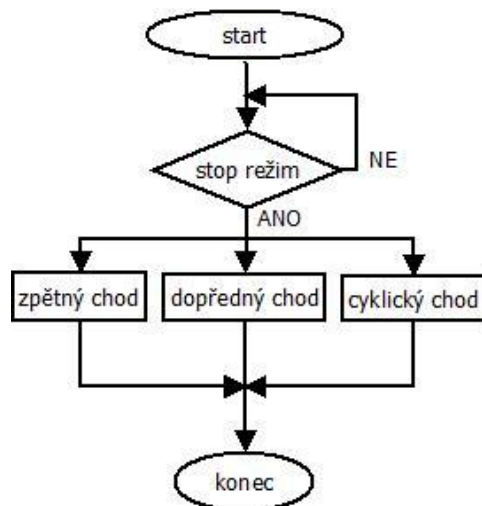 start
stop režim
NE
ANO
zpětný chod
dopředný chod
cyklický chod
konec